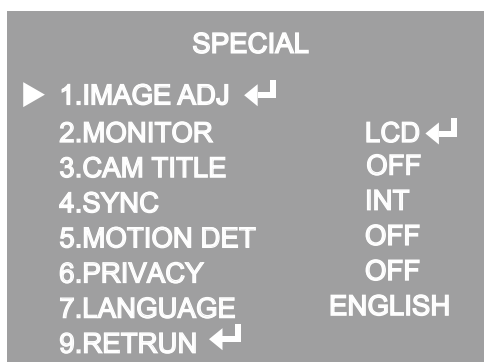 SPECIAL
▶ 1.IMAGE ADJ ↵
2.MONITOR LCD ↵
3.CAM TITLE OFF
4.SYNC INT
5.MOTION DET OFF
6.PRIVACY OFF
7.LANGUAGE ENGLISH
9.RETRUN ↵